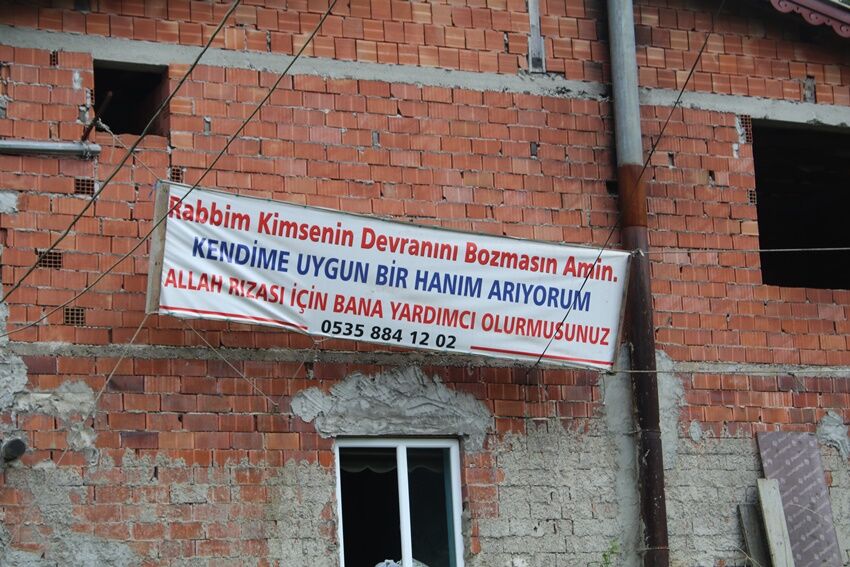 Rabbim Kimsenin Devranını Bozmasın Amin.
KENDİME UYGUN BİR HANIM ARIYORUM
ALLAH RIZASI İÇİN BANA YARDIMCI OLURMUSUNUZ
0535 884 12 02